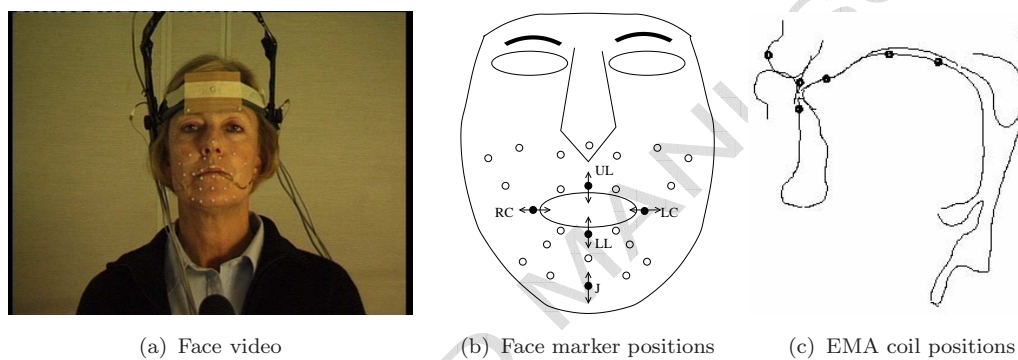 UL
RC
LC
LL
J
(a) Face video
(b) Face marker positions
(c) EMA coil positions